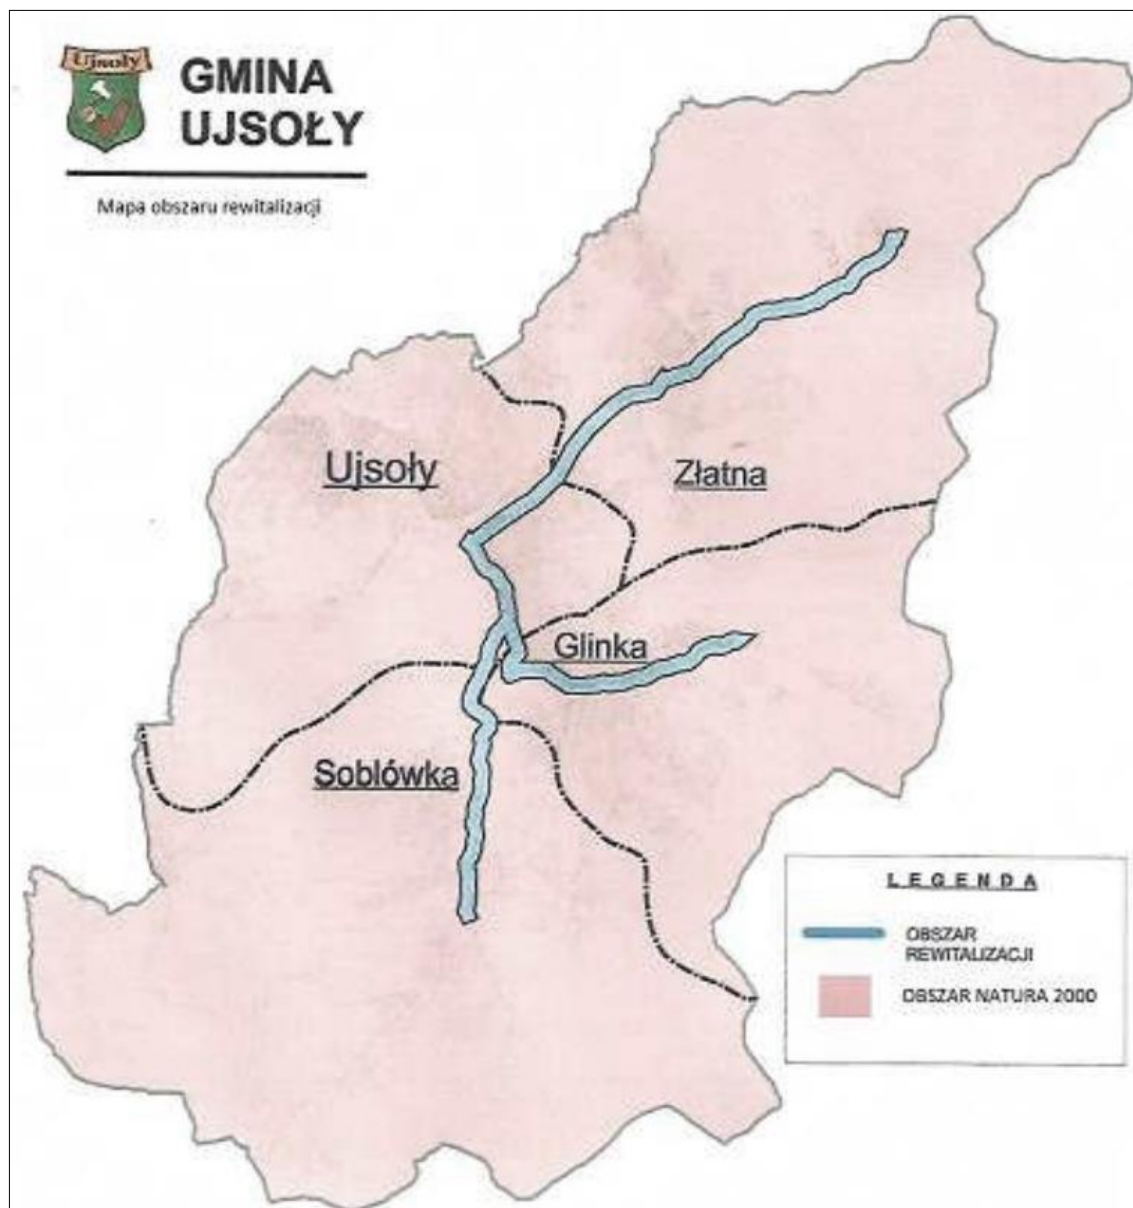 Ujsoły
GMINA
UJSOŁY
Mapa obszaru rewitalizacji
Ujsoły
Złatna
Glinka
Soblówka
LEGENDA
OBSZAR
REWITALIZACJI
OBSZAR NATURA 2000